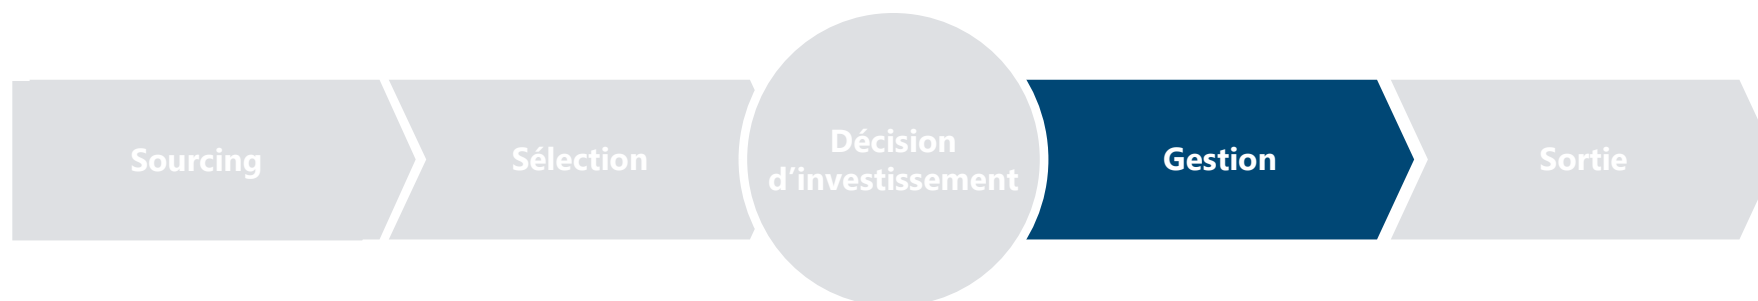 Sourcing
Sélection
Décision
d’investissement
Gestion
Sortie